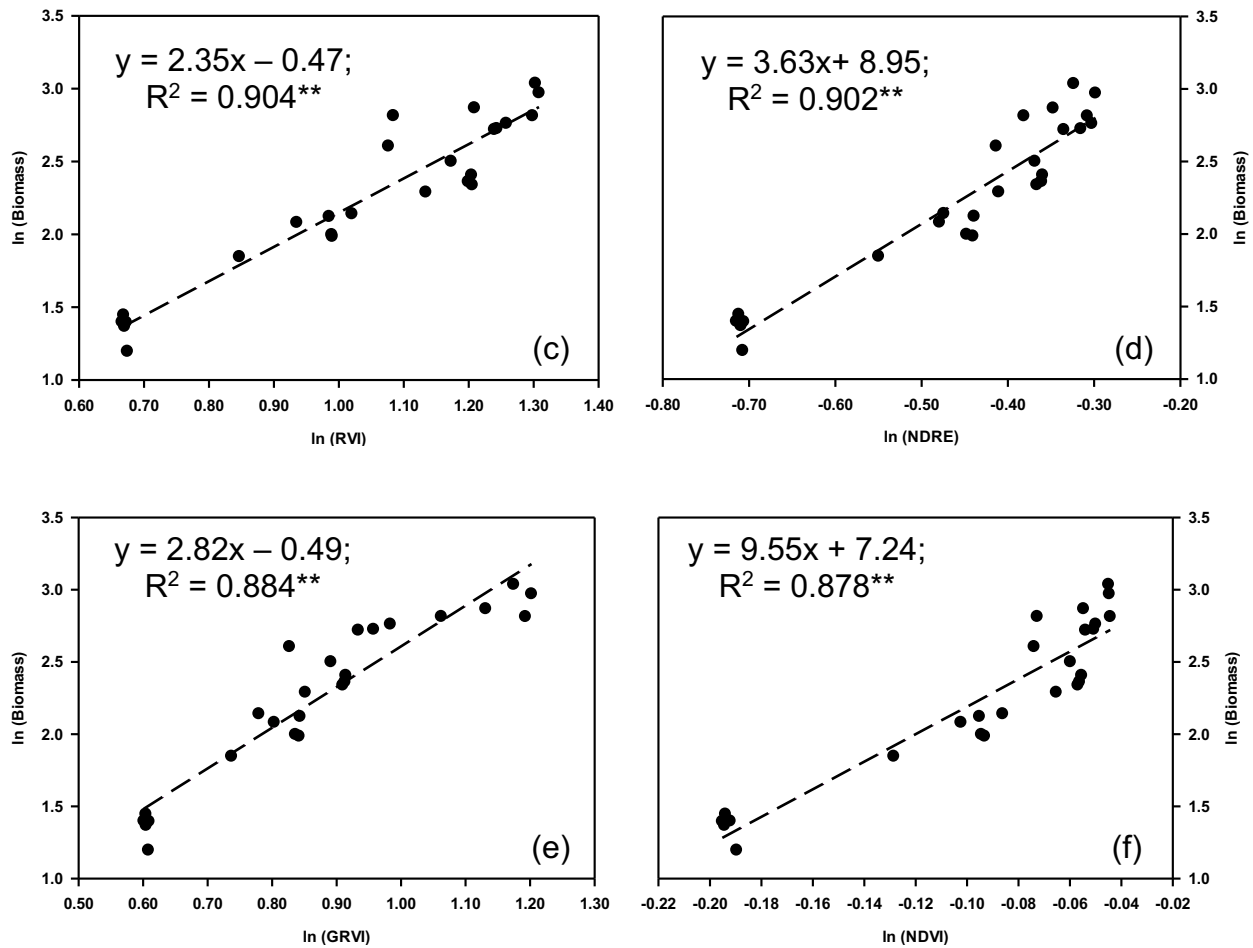 y = 2.35x – 0.47;
R² = 0.904**
3.5
3.0
2.5
2.0
1.5
1.0
ln (Biomass)
(c)
0.60 0.70 0.80 0.90 1.00 1.10 1.20 1.30 1.40
ln (RVI)
y = 3.63x+ 8.95;
R² = 0.902**
3.5
3.0
2.5
2.0
1.5
1.0
ln (Biomass)
(d)
-0.80 -0.70 -0.60 -0.50 -0.40 -0.30 -0.20
ln (NDRE)
y = 2.82x – 0.49;
R² = 0.884**
3.5
3.0
2.5
2.0
1.5
1.0
ln (Biomass)
(e)
0.50 0.60 0.70 0.80 0.90 1.00 1.10 1.20 1.30
ln (GRVI)
y = 9.55x + 7.24;
R² = 0.878**
3.5
3.0
2.5
2.0
1.5
1.0
ln (Biomass)
(f)
-0.22 -0.20 -0.18 -0.16 -0.14 -0.12 -0.10 -0.08 -0.06 -0.04 -0.02
ln (NDVI)